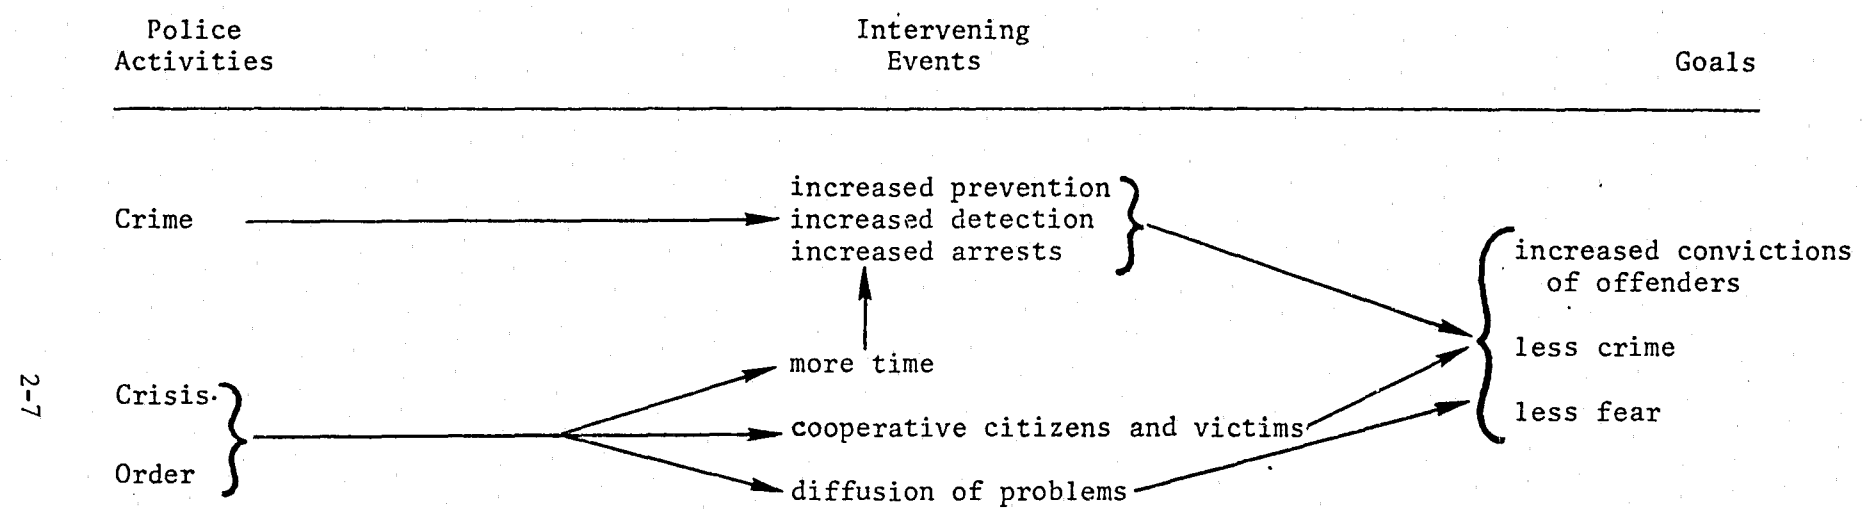 Police
Activities
Intervening
Events
Goals
Crime
increased prevention
increased detection
increased arrests
increased convictions
of offenders
more time
less crime
Crisis
cooperative citizens and victims
less fear
Order
diffusion of problems
2-7